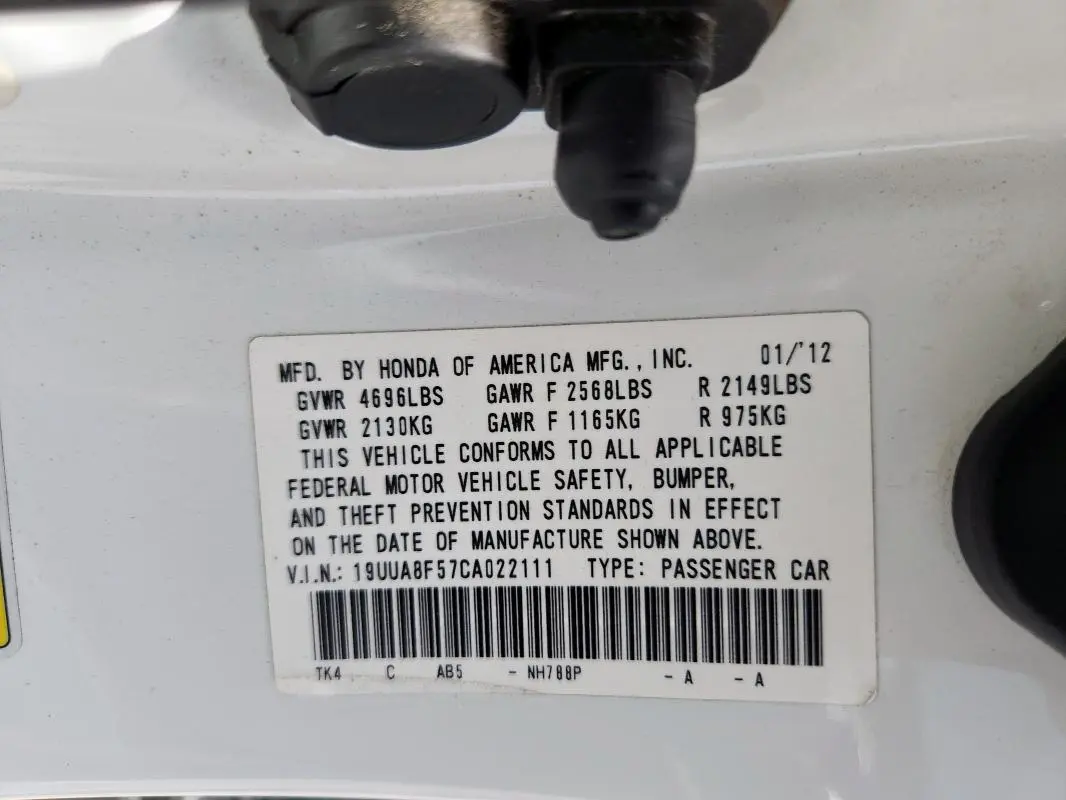 MFD. BY HONDA OF AMERICA MFG., INC. 01/'12
GVWR 4696LBS GAWR F 2568LBS R 2149LBS
GVWR 2130KG GAWR F 1165KG R 975KG
THIS VEHICLE CONFORMS TO ALL APPLICABLE
FEDERAL MOTOR VEHICLE SAFETY, BUMPER,
AND THEFT PREVENTION STANDARDS IN EFFECT
ON THE DATE OF MANUFACTURE SHOWN ABOVE.
V.I.N.: 19UUA8F57CA022111 TYPE: PASSENGER CAR
TK4 C AB5 - NH788P - A - A